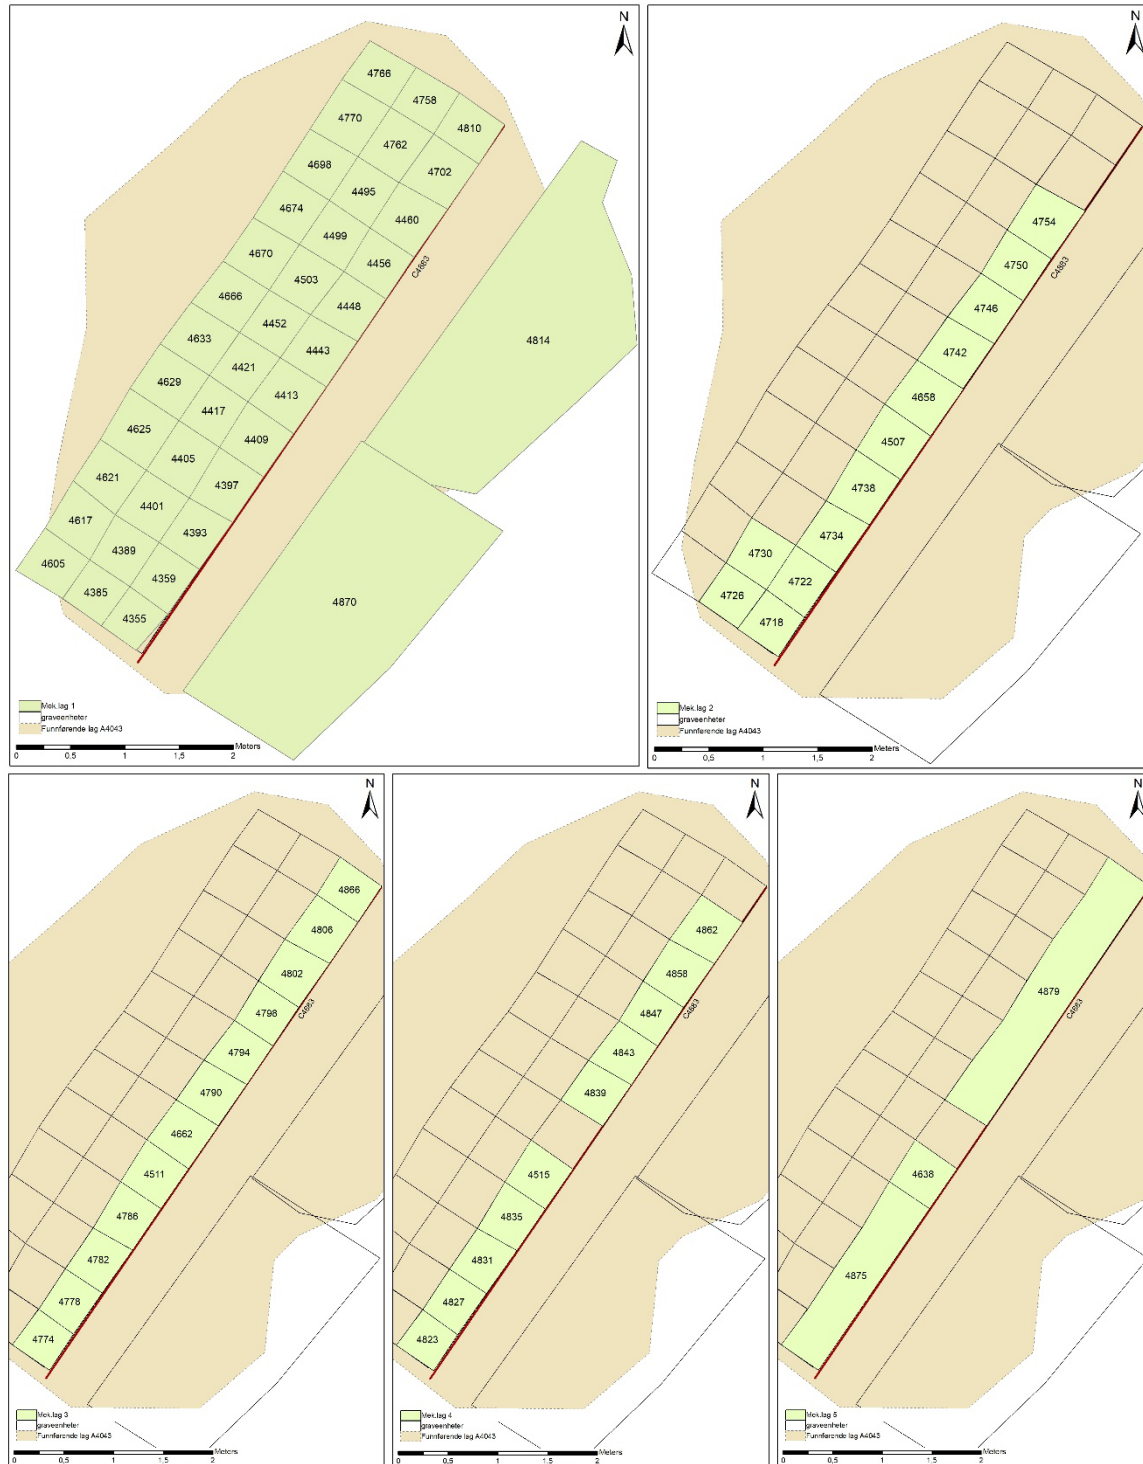 N
4766
4758
4770
4810
4762
4698
4702
4495
4674
4460
4499
4670
4456
4503
4666
4448
4452
4633
4443
4421
4629
4413
4417
4625
4409
4405
4621
4397
4401
4617
4393
4389
4605
4359
4385
4355
C4883
4814
4870
Mek.lag 1
graveenheter
Funnførende lag A4043
Meters
0 0,5 1 1,5 2
N
4754
4750
C4883
4746
4742
4658
4507
4738
4734
4730
4722
4726
4718
Mek.lag 2
graveenheter
Funnførende lag A4043
Meters
0 0,5 1 1,5 2
N
4866
4806
4802
4798
C4883
4794
4790
4662
4511
4786
4782
4778
4774
Mek.lag 3
graveenheter
Funnførende lag A4043
Meters
0 0,5 1 1,5 2
N
4862
4858
4847
C4883
4843
4839
4515
4835
4831
4827
4823
Mek.lag 4
graveenheter
Funnførende lag A4043
Meters
0 0,5 1 1,5 2
N
4879
C4883
4638
4875
Mek.lag 5
graveenheter
Funnførende lag A4043
Meters
0 0,5 1 1,5 2